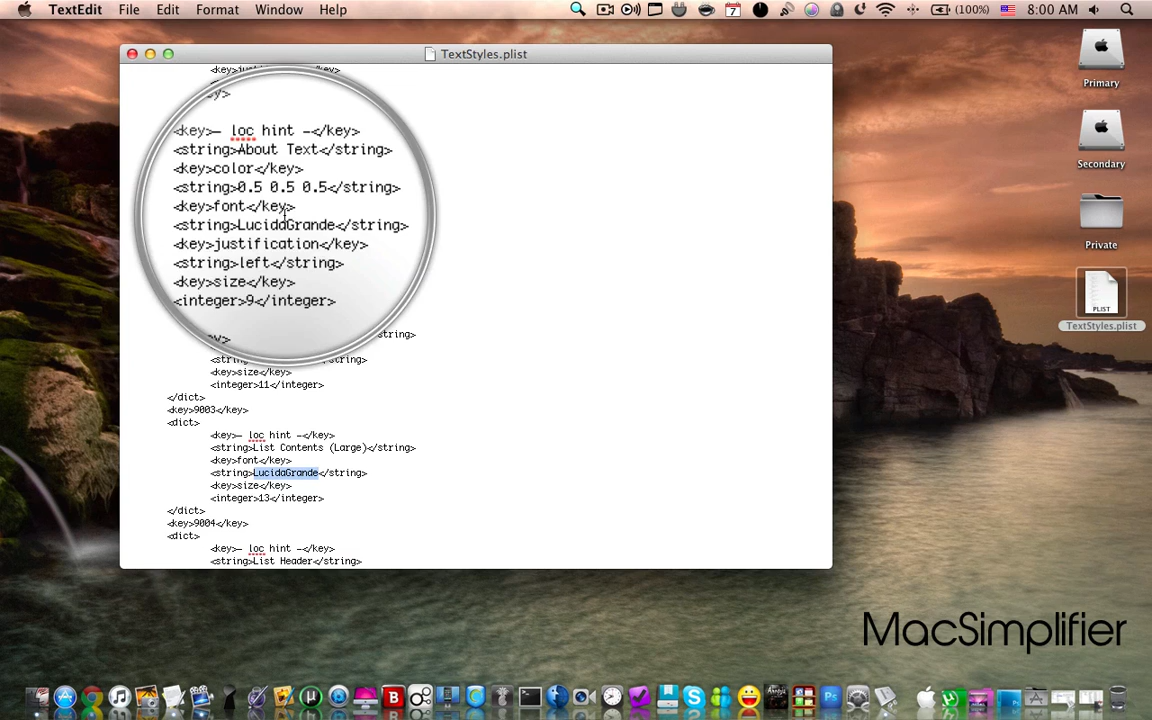 TextEdit File Edit Format Window Help
7
(100%)
8:00 AM
TextStyles.plist
<key>— loc hint —</key>
<string>About Text</string>
<key>color</key>
<string>0.5 0.5 0.5</string>
<key>font</key>
<string>LucidaGrande</string>
<key>justification</key>
<string>left</string>
<key>size</key>
<integer>9</integer>
<key>size</key>
<integer>11</integer>
</dict>
<key>9003</key>
<dict>
<key>— loc hint —</key>
<string>List Contents (Large)</string>
<key>font</key>
<string>LucidaGrande</string>
<key>size</key>
<integer>13</integer>
</dict>
<key>9004</key>
<dict>
<key>— loc hint —</key>
<string>List Header</string>
Primary
Secondary
Private
PLIST
TextStyles.plist
MacSimplifier